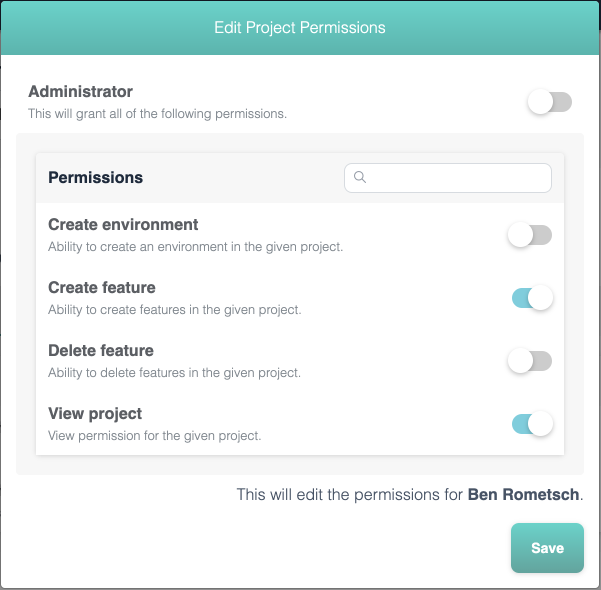 Edit Project Permissions
Administrator
This will grant all of the following permissions.
Permissions
Create environment
Ability to create an environment in the given project.
Create feature
Ability to create features in the given project.
Delete feature
Ability to delete features in the given project.
View project
View permission for the given project.
This will edit the permissions for Ben Rometsch.
Save